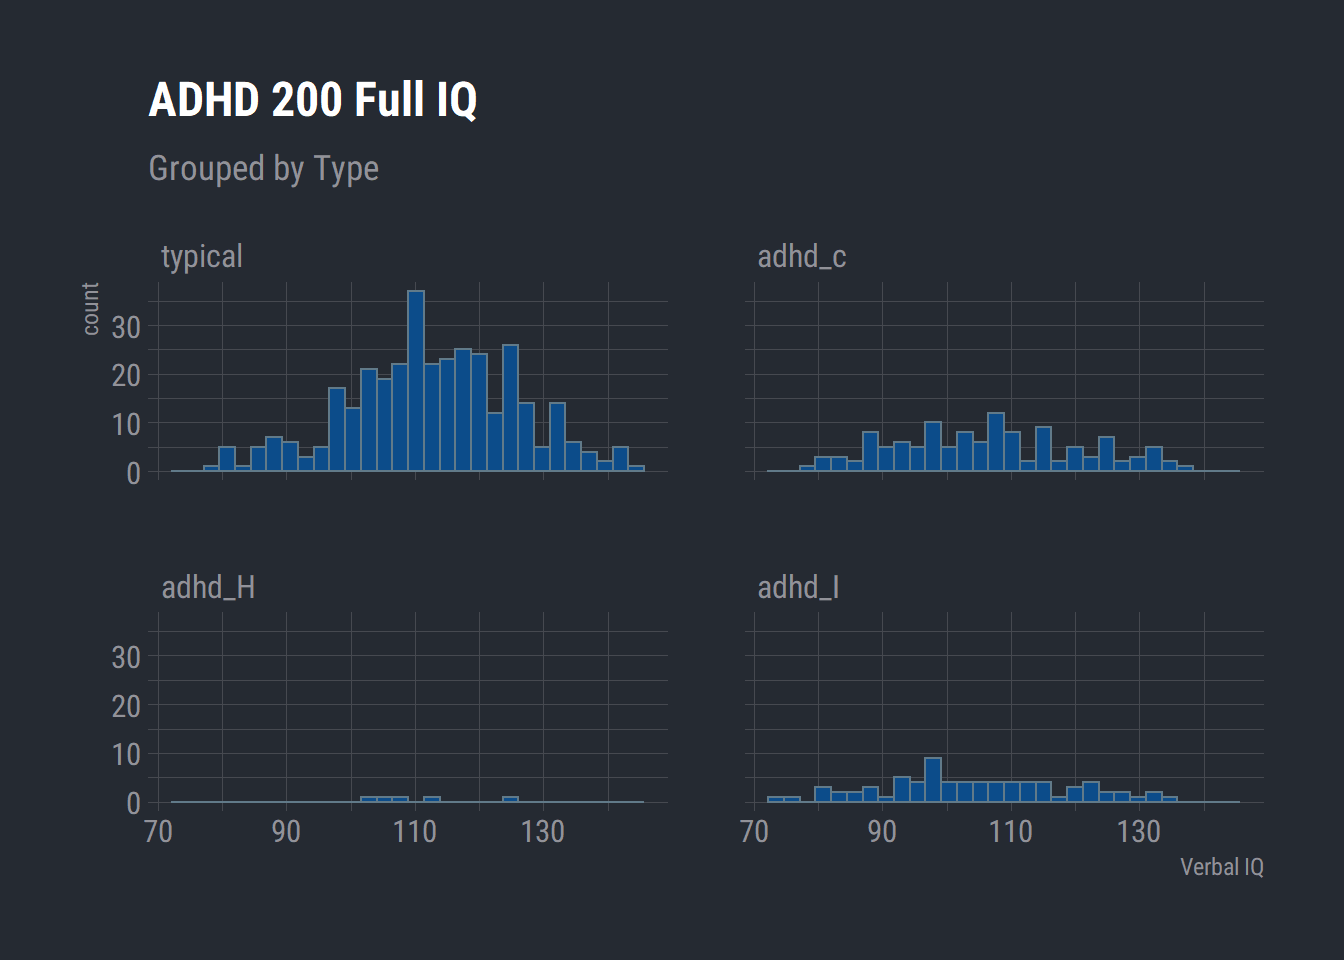 ADHD 200 Full IQ
Grouped by Type
typical
adhd_c
count
30
20
10
0
adhd_H
adhd_I
30
20
10
0
70 90 110 130 70 90 110 130
Verbal IQ